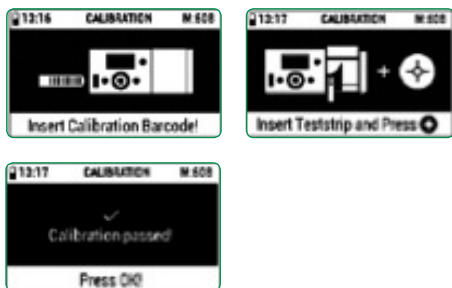 13:16 CALIBRATION M:608
Insert Calibration Barcode!
13:17 CALIBRATION M:608
+
Insert Teststrip and Press
13:17 CALIBRATION M:608
Calibration passed!
Press OK!